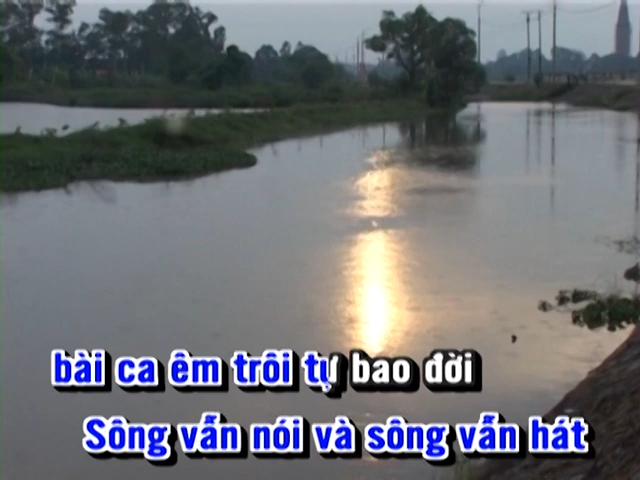 bài ca êm trôi tự bao đời
Sông vẫn nói và sông vẫn hát